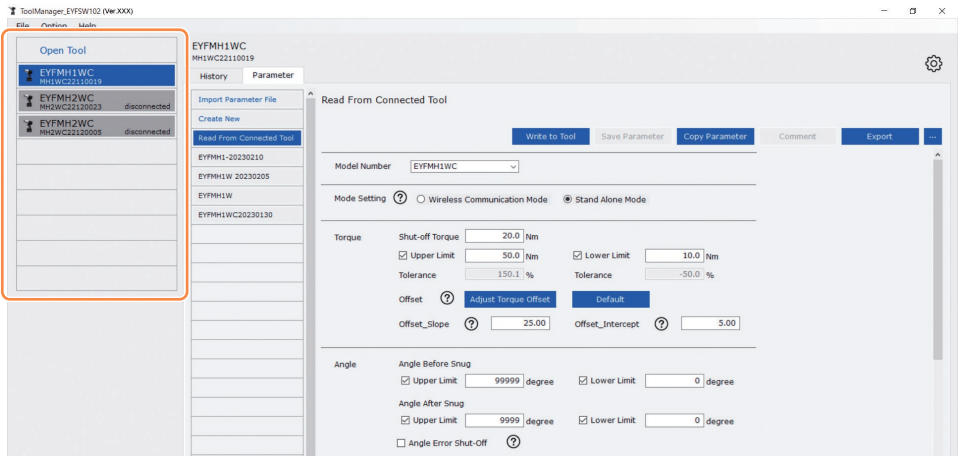 ToolManager_EYFSW102 (Ver.XXX)
File Option Help
Open Tool
EYFMH1WC
MH1WC22110019
EYFMH2WC
MH2WC22120023 disconnected
EYFMH2WC
MH2WC22120005 disconnected
EYFMH1WC
MH1WC22110019
History Parameter
Import Parameter File
Create New
Read From Connected Tool
EYFMH1-20230210
EYFMH1W 20230205
EYFMH1W
EYFMH1WC20230130
Read From Connected Tool
Write to Tool Save Parameter Copy Parameter Comment Export ...
Model Number EYFMH1WC
Mode Setting ? Wireless Communication Mode Stand Alone Mode
Torque Shut-off Torque 20.0 Nm
Upper Limit 50.0 Nm Lower Limit 10.0 Nm
Tolerance 150.1 % Tolerance -50.0 %
Offset ? Adjust Torque Offset Default
Offset_Slope ? 25.00 Offset_Intercept ? 5.00
Angle Angle Before Snug
Upper Limit 99999 degree Lower Limit 0 degree
Angle After Snug
Upper Limit 9999 degree Lower Limit 0 degree
Angle Error Shut-Off ?